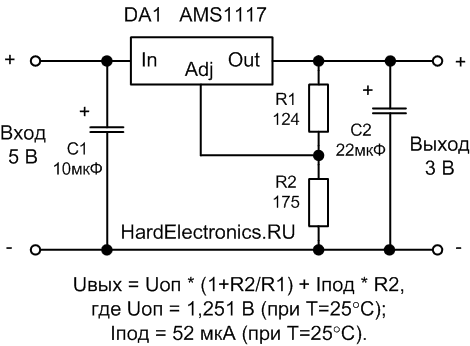 DA1 AMS1117
+
In
Out
+
Adj
+
R1
124
+
Вход
5 В
C1
10мкФ
C2
22мкФ
Выход
3 В
R2
175
-
HardElectronics.RU
-
Uвых = Uоп * (1+R2/R1) + Iпод * R2,
где Uоп = 1,251 В (при T=25°C);
Iпод = 52 мкА (при T=25°C).